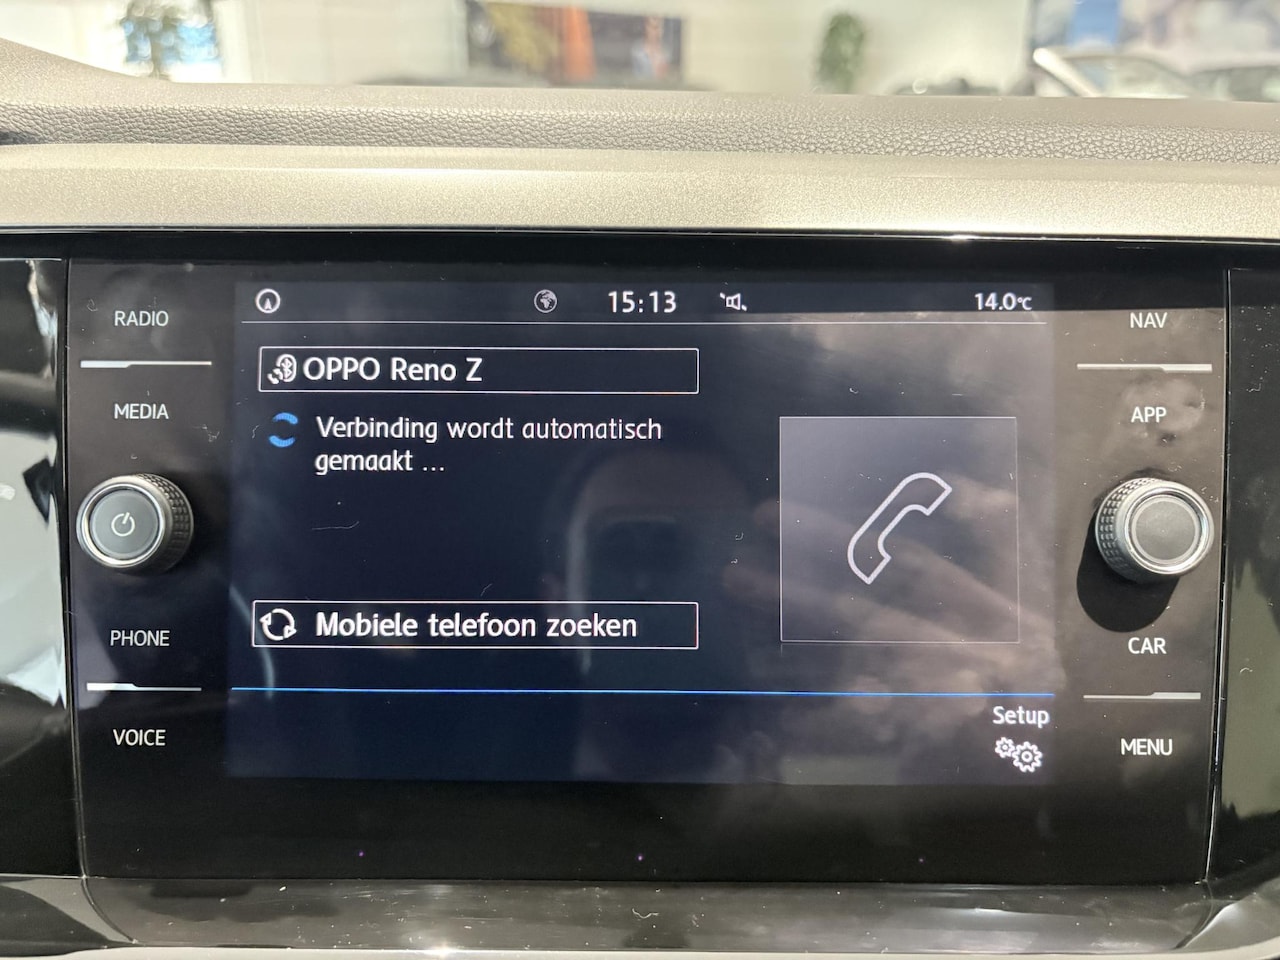 RADIO
MEDIA
PHONE
VOICE
15:13
14.0°C
OPPO Reno Z
Verbinding wordt automatisch
gemaakt ...
Mobiele telefoon zoeken
Setup
NAV
APP
CAR
MENU